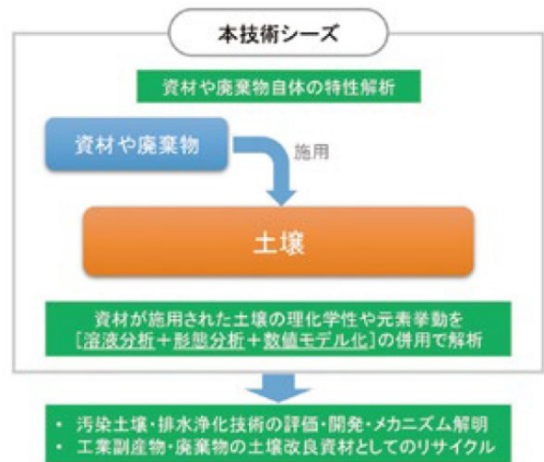 本技術シーズ
資材や廃棄物自体の特性解析
資材や廃棄物
施用
土壌
資材が施用された土壌の理化学性や元素挙動を
[溶液分析+形態分析+数値モデル化]の併用で解析
・ 汚染土壌・排水浄化技術の評価・開発・メカニズム解明
・ 工業副産物・廃棄物の土壌改良資材としてのリサイクル